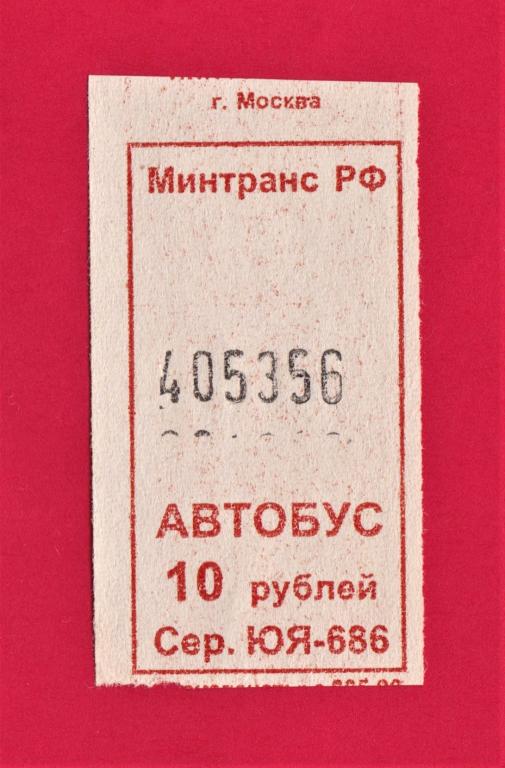 г. Москва
Минтранс РФ
405356
АВТОБУС
10 рублей
Сер. ЮЯ-686